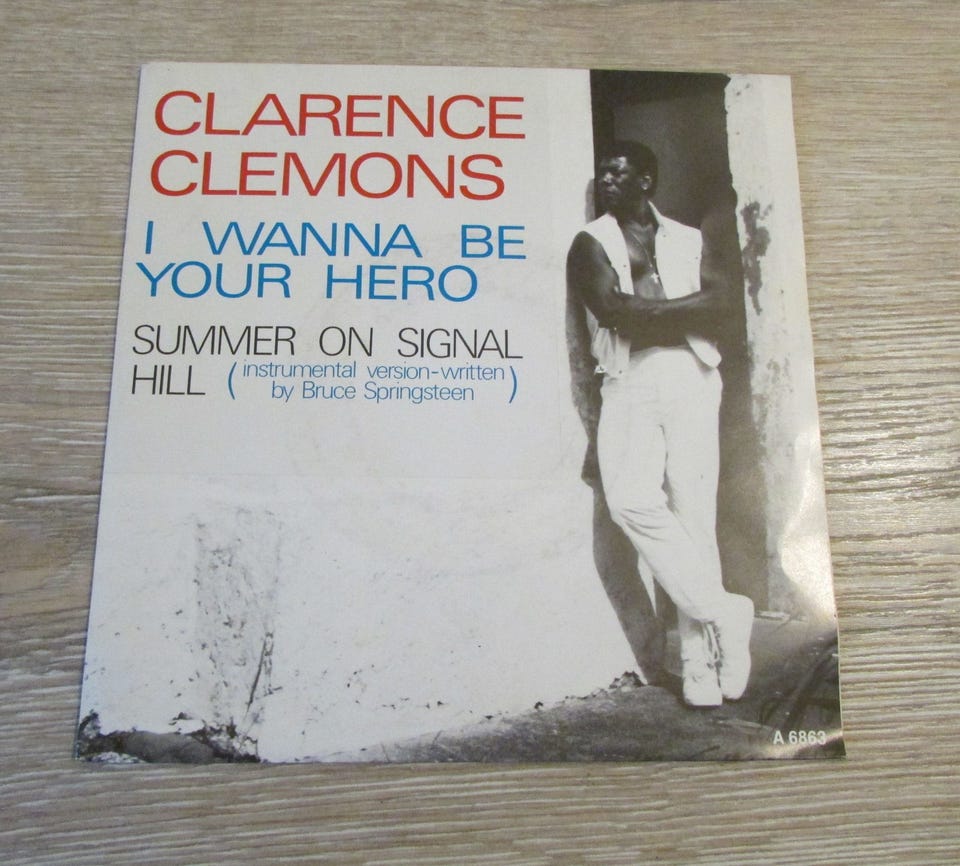 CLARENCE
CLEMONS
I WANNA BE
YOUR HERO
SUMMER ON SIGNAL
HILL (instrumental version-written
by Bruce Springsteen)
A 6863